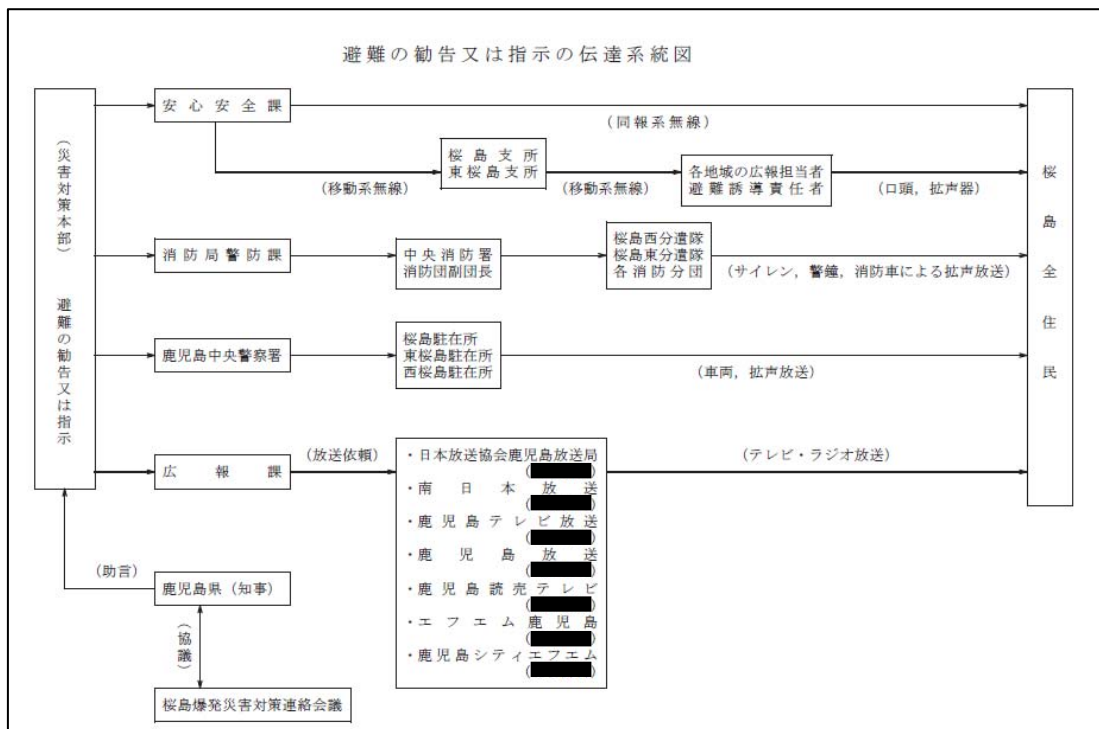 避難の勧告又は指示の伝達系統図
(災害対策本部) 避難の勧告又は指示
安心安全課
(同報系無線)
(移動系無線)
桜島支所
東桜島支所
(移動系無線)
各地域の広報担当者
避難誘導責任者
(口頭,拡声器)
消防局警防課
中央消防署
消防団副団長
桜島西分遣隊
桜島東分遣隊
各消防分団
(サイレン,警鐘,消防車による拡声放送)
鹿児島中央警察署
桜島駐在所
東桜島駐在所
西桜島駐在所
(車両,拡声放送)
広報課
(放送依頼)
・日本放送協会鹿児島放送局
・南日本放送
・鹿児島テレビ放送
・鹿児島放送
・鹿児島読売テレビ
・エフエム鹿児島
・鹿児島シティエフエム
(テレビ・ラジオ放送)
桜島全住民
(助言)
鹿児島県(知事)
(協議)
桜島爆発災害対策連絡会議